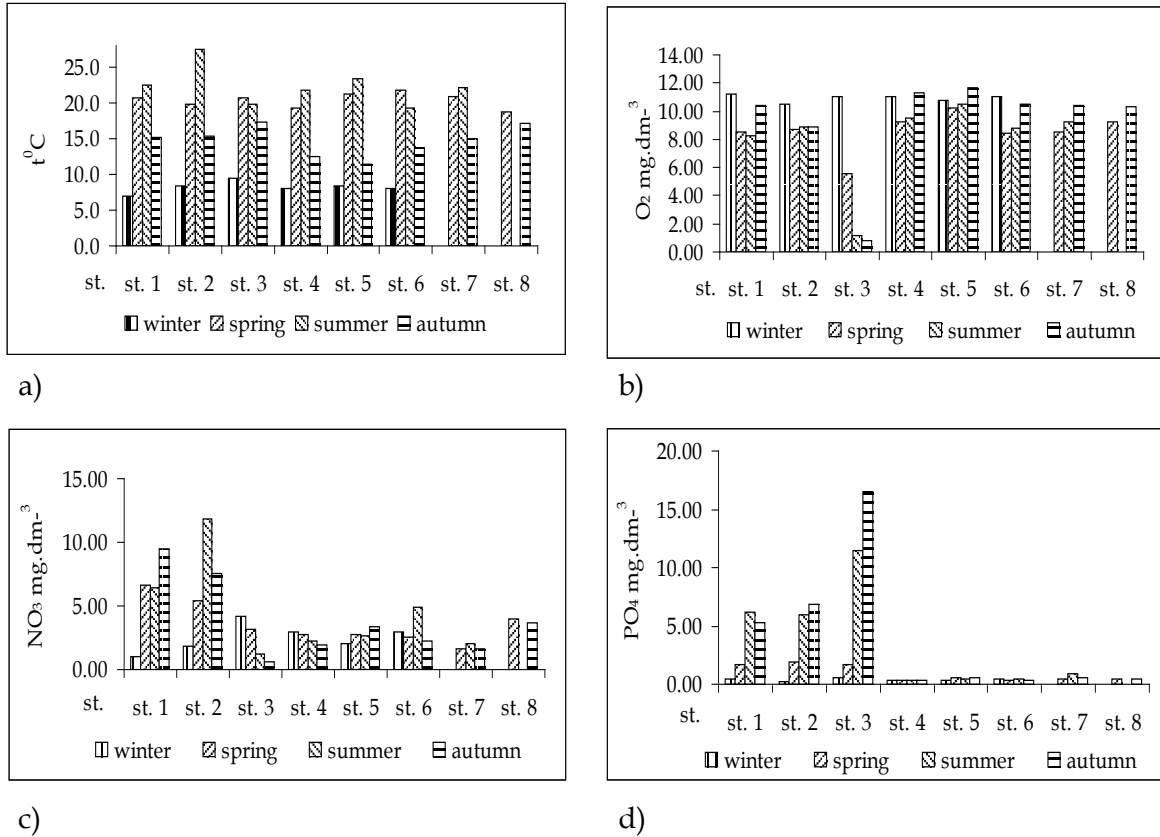 t⁰C
25.0
20.0
15.0
10.0
5.0
0.0
st. st. 1 st. 2 st. 3 st. 4 st. 5 st. 6 st. 7 st. 8
winter spring summer autumn
a)
O₂ mg.dm-³
14.00
12.00
10.00
8.00
6.00
4.00
2.00
0.00
st. st. 1 st. 2 st. 3 st. 4 st. 5 st. 6 st. 7 st. 8
winter spring summer autumn
b)
NO₃ mg.dm-³
15.00
10.00
5.00
0.00
st. st. 1 st. 2 st. 3 st. 4 st. 5 st. 6 st. 7 st. 8
winter spring summer autumn
c)
PO₄ mg.dm-³
20.00
15.00
10.00
5.00
0.00
st. st. 1 st. 2 st. 3 st. 4 st. 5 st. 6 st. 7 st. 8
winter spring summer autumn
d)